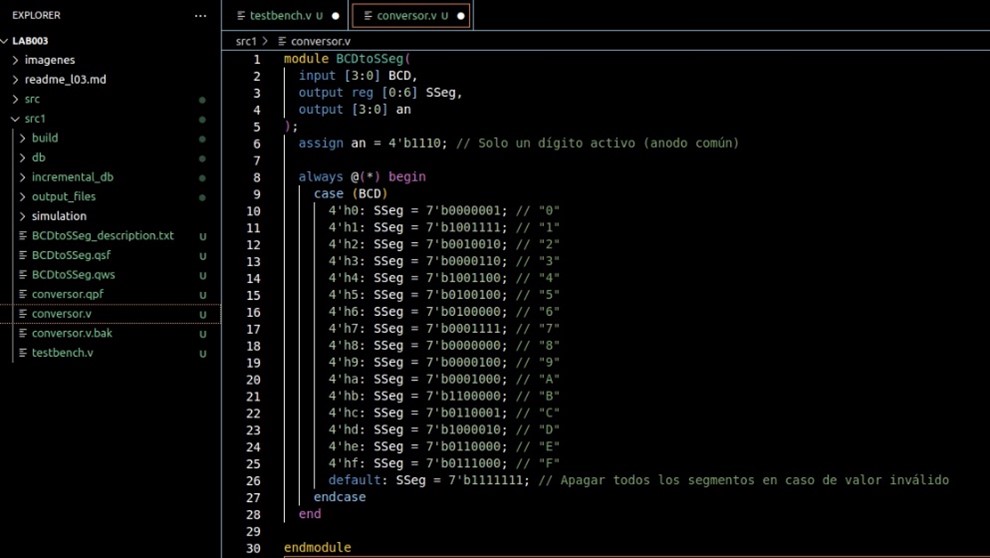 EXPLORER ...
LAB003
imagenes
readme_l03.md
src
src1
build
db
incremental_db
output_files
simulation
BCDtoSSeg_description.txt U
BCDtoSSeg.qsf U
BCDtoSSeg.qws U
conversor.qpf U
conversor.v U
conversor.v.bak U
testbench.v U
testbench.v U
conversor.v U
src1 > conversor.v
1 module BCDtoSSeg(
2 input [3:0] BCD,
3 output reg [0:6] SSeg,
4 output [3:0] an
5 );
6 assign an = 4'b1110; // Solo un dígito activo (anodo común)
7
8 always @(*) begin
9 case (BCD)
10 4'h0: SSeg = 7'b0000001; // "0"
11 4'h1: SSeg = 7'b1001111; // "1"
12 4'h2: SSeg = 7'b0010010; // "2"
13 4'h3: SSeg = 7'b0000110; // "3"
14 4'h4: SSeg = 7'b1001100; // "4"
15 4'h5: SSeg = 7'b0100100; // "5"
16 4'h6: SSeg = 7'b0100000; // "6"
17 4'h7: SSeg = 7'b0001111; // "7"
18 4'h8: SSeg = 7'b0000000; // "8"
19 4'h9: SSeg = 7'b0000100; // "9"
20 4'ha: SSeg = 7'b0001000; // "A"
21 4'hb: SSeg = 7'b1100000; // "B"
22 4'hc: SSeg = 7'b0110001; // "C"
23 4'hd: SSeg = 7'b1000010; // "D"
24 4'he: SSeg = 7'b0110000; // "E"
25 4'hf: SSeg = 7'b0111000; // "F"
26 default: SSeg = 7'b1111111; // Apagar todos los segmentos en caso de valor inválido
27 endcase
28 end
29
30 endmodule